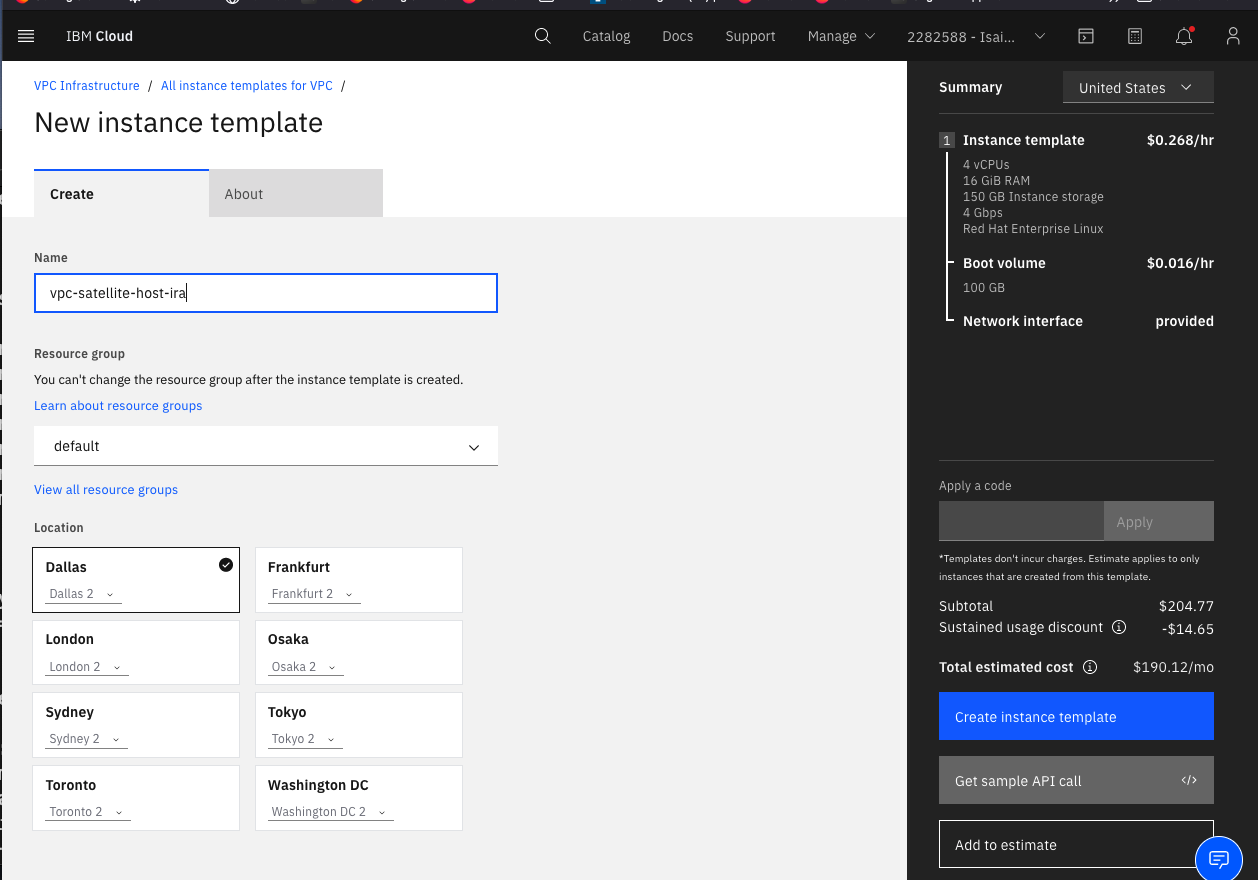 IBM Cloud
Catalog
Docs
Support
Manage
2282588 - Isai...
VPC Infrastructure / All instance templates for VPC /
New instance template
Create
About
Name
vpc-satellite-host-ira
Resource group
You can't change the resource group after the instance template is created.
Learn about resource groups
default
View all resource groups
Location
Dallas
Dallas 2
Frankfurt
Frankfurt 2
London
London 2
Osaka
Osaka 2
Sydney
Sydney 2
Tokyo
Tokyo 2
Toronto
Toronto 2
Washington DC
Washington DC 2
Summary
United States
1 Instance template $0.268/hr
4 vCPUs
16 GiB RAM
150 GB Instance storage
4 Gbps
Red Hat Enterprise Linux
Boot volume $0.016/hr
100 GB
Network interface provided
Apply a code
Apply
*Templates don't incur charges. Estimate applies to only
instances that are created from this template.
Subtotal $204.77
Sustained usage discount -$14.65
Total estimated cost $190.12/mo
Create instance template
Get sample API call </>
Add to estimate